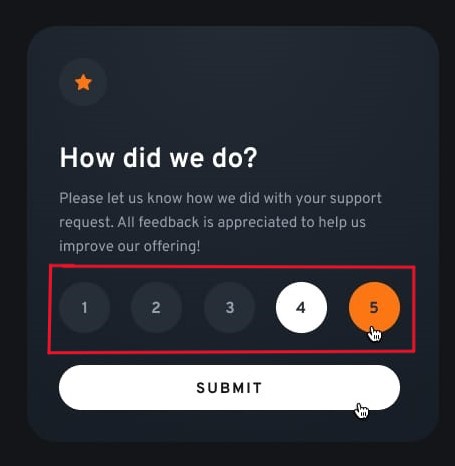 How did we do?
Please let us know how we did with your support
request. All feedback is appreciated to help us
improve our offering!
1 2 3 4 5
SUBMIT